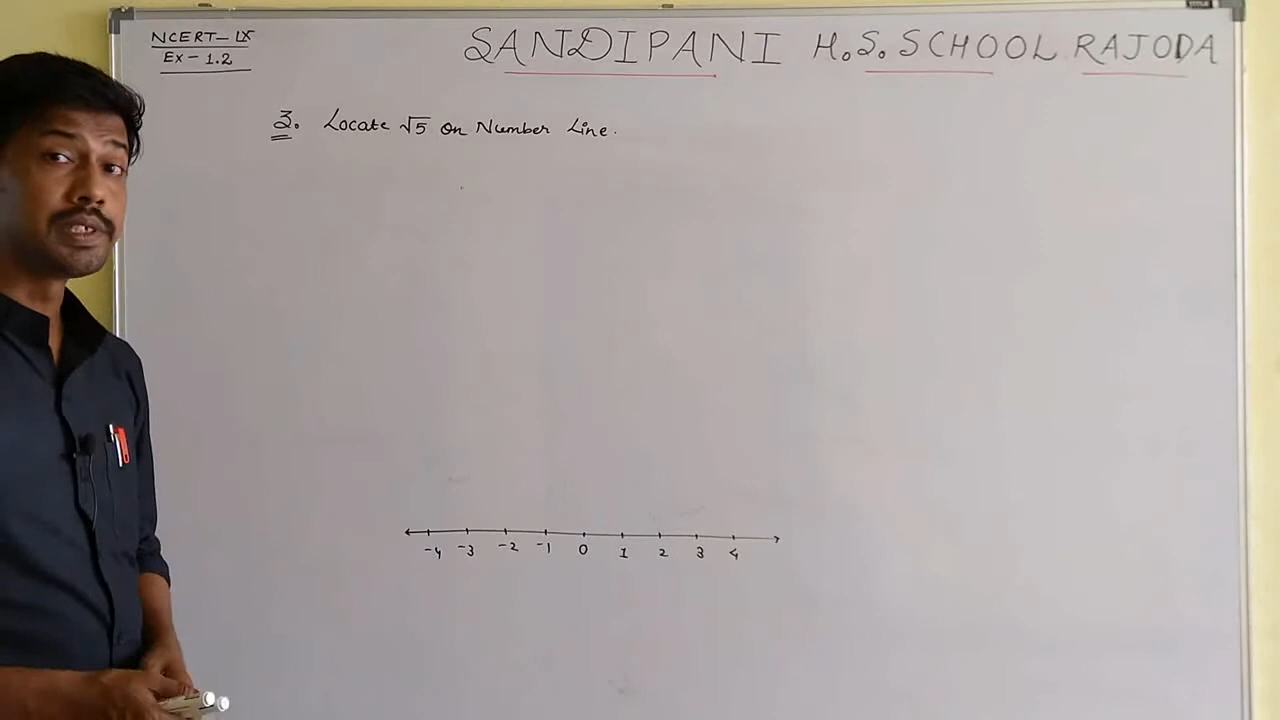 NCERT-IX
Ex-1.2
SANDIPANI H.S. SCHOOL RAJODA
3. Locate √5 on Number Line.
-4 -3 -2 -1 0 1 2 3 4